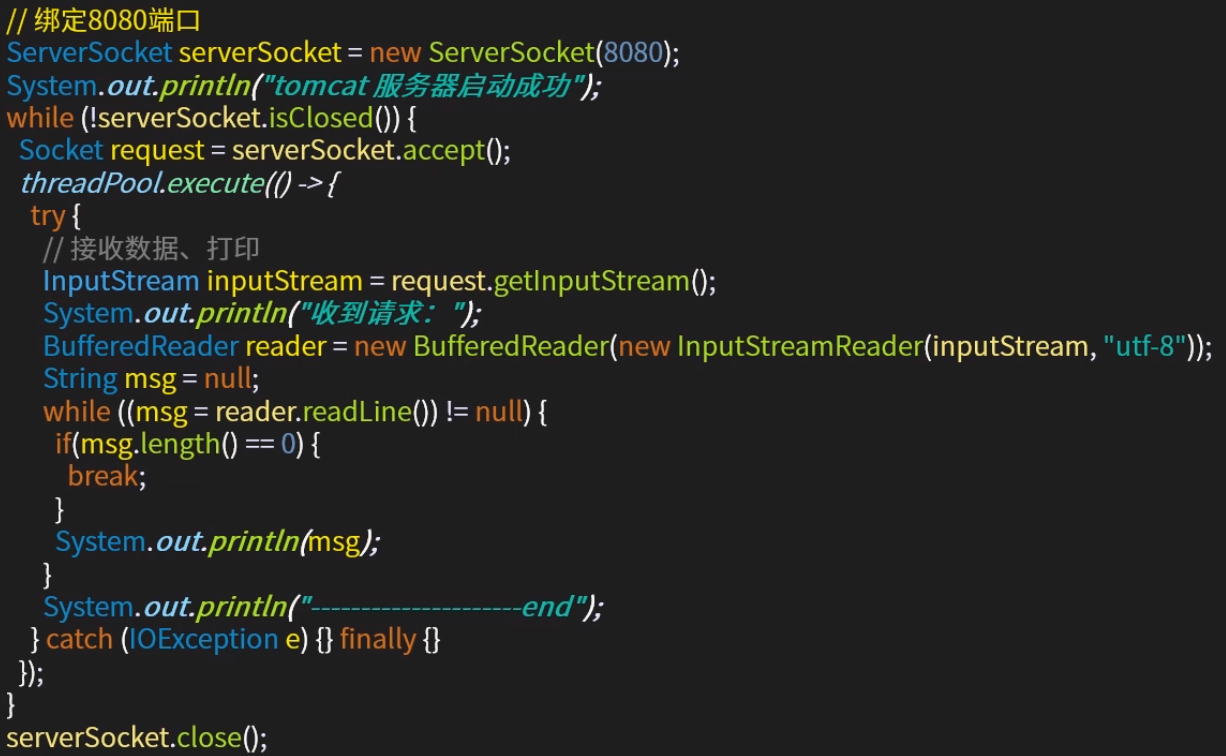 // 绑定8080端口
ServerSocket serverSocket = new ServerSocket(8080);
System.out.println("tomcat 服务器启动成功");
while (!serverSocket.isClosed()) {
Socket request = serverSocket.accept();
threadPool.execute(() -> {
try {
// 接收数据、打印
InputStream inputStream = request.getInputStream();
System.out.println("收到请求：");
BufferedReader reader = new BufferedReader(new InputStreamReader(inputStream, "utf-8"));
String msg = null;
while ((msg = reader.readLine()) != null) {
if(msg.length() == 0) {
break;
}
System.out.println(msg);
}
System.out.println("---------------------end");
} catch (IOException e) {} finally {}
});
}
serverSocket.close();